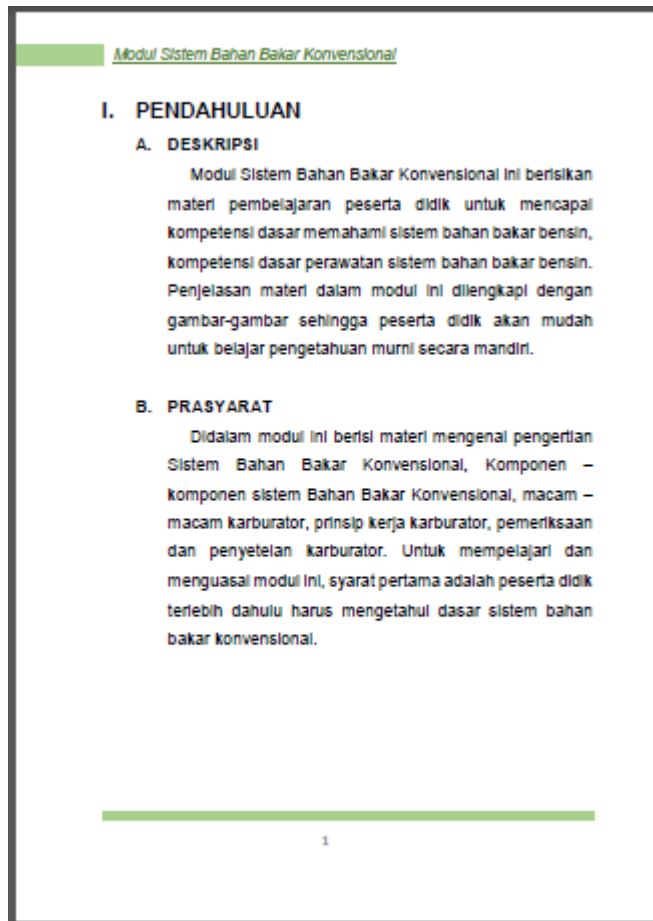 Modul Sistem Bahan Bakar Konvensional
I. PENDAHULUAN
A. DESKRIPSI
Modul Sistem Bahan Bakar Konvensional ini berisikan
materi pembelajaran peserta didik untuk mencapai
kompetensi dasar memahami sistem bahan bakar bensin,
kompetensi dasar perawatan sistem bahan bakar bensin.
Penjelasan materi dalam modul ini dilengkapi dengan
gambar-gambar sehingga peserta didik akan mudah
untuk belajar pengetahuan murni secara mandiri.
B. PRASYARAT
Didalam modul ini berisi materi mengenai pengertian
Sistem Bahan Bakar Konvensional, Komponen –
komponen sistem Bahan Bakar Konvensional, macam –
macam karburator, prinsip kerja karburator, pemeriksaan
dan penyetelan karburator. Untuk mempelajari dan
menguasai modul ini, syarat pertama adalah peserta didik
terlebih dahulu harus mengetahui dasar sistem bahan
bakar konvensional.
1